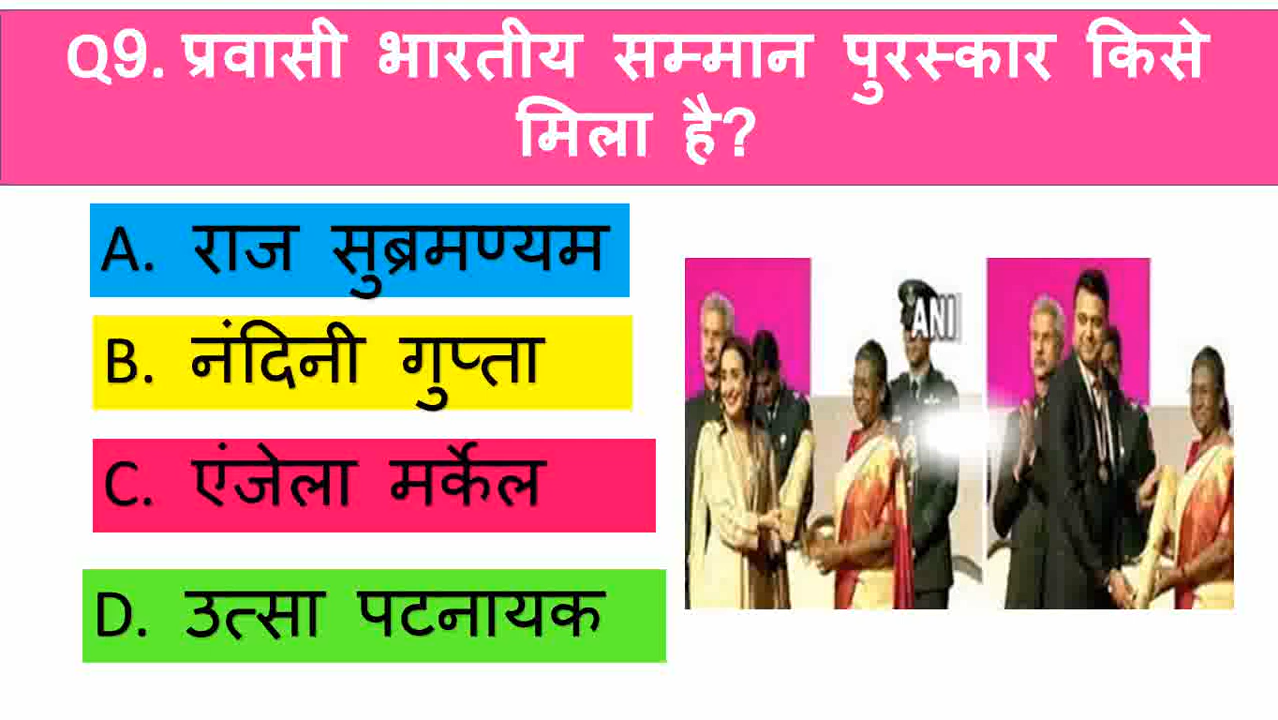 Q9. प्रवासी भारतीय सम्मान पुरस्कार किसे
मिला है?
A. राज सुब्रमण्यम
B. नंदिनी गुप्ता
C. एंजेला मर्केल
D. उत्सा पटनायक
ANI